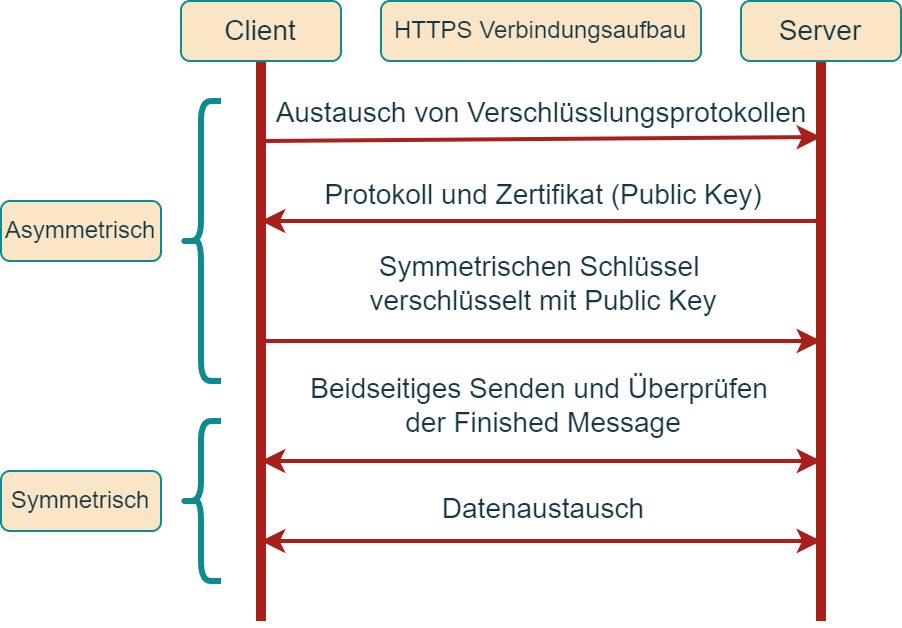 Client
HTTPS Verbindungsaufbau
Server
Austausch von Verschlüsslungsprotokollen
Protokoll und Zertifikat (Public Key)
Asymmetrisch
Symmetrischen Schlüssel
verschlüsselt mit Public Key
Beidseitiges Senden und Überprüfen
der Finished Message
Symmetrisch
Datenaustausch